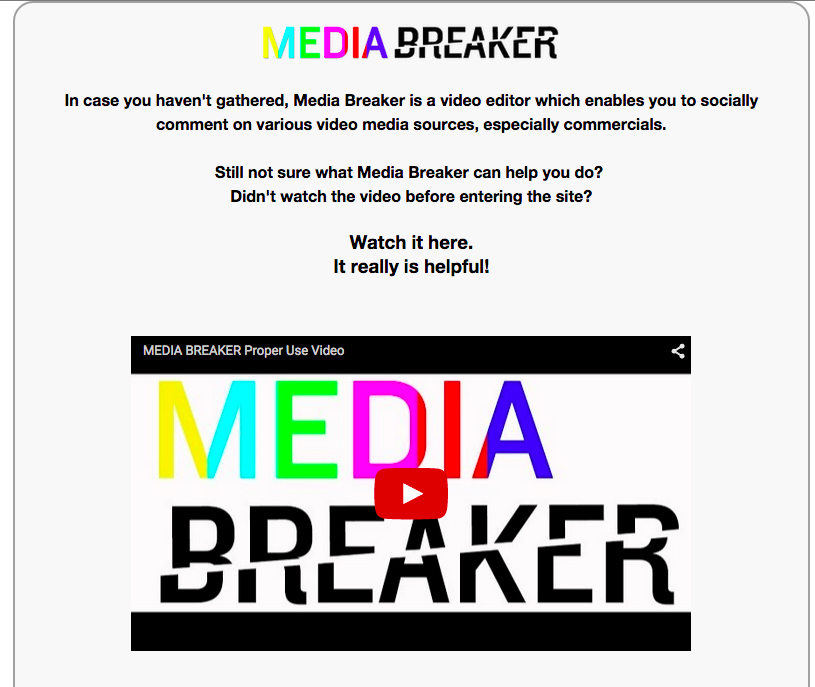 MEDIA BREAKER
In case you haven't gathered, Media Breaker is a video editor which enables you to socially
comment on various video media sources, especially commercials.
Still not sure what Media Breaker can help you do?
Didn't watch the video before entering the site?
Watch it here.
It really is helpful!
MEDIA BREAKER Proper Use Video
MEDIA
BREAKER